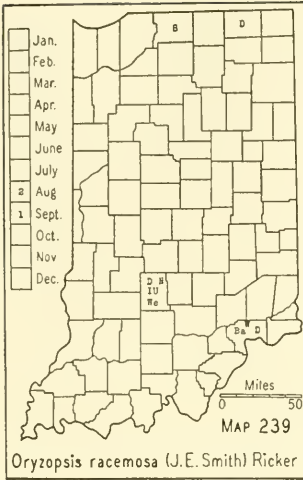 B D
Jan.
Feb.
Mar.
Apr.
May
June
July
2 Aug
1 Sept.
Oct.
Nov
Dec.
D N
IU
We
W
Ba D
Miles
0 50
MAP 239
Oryzopsis racemosa (J.E. Smith) Ricker